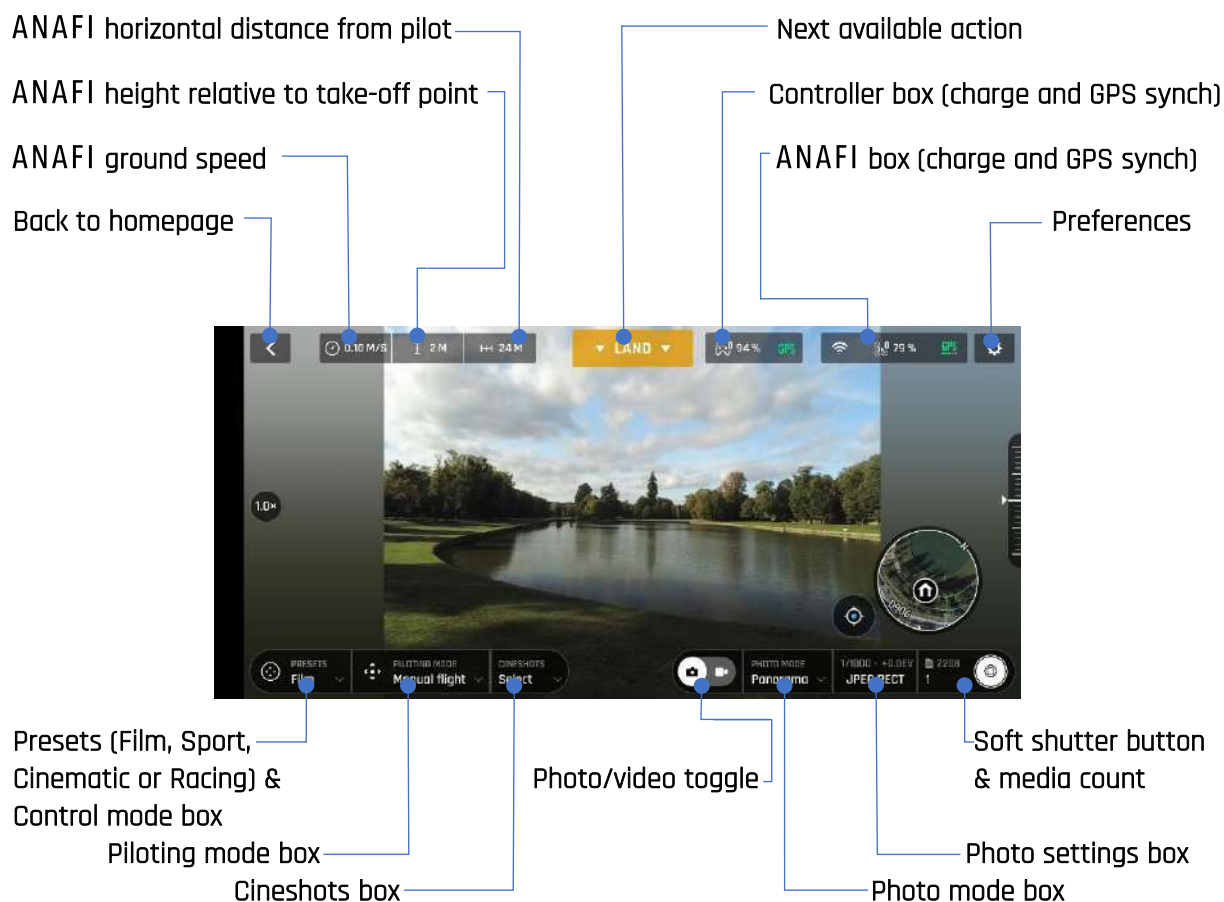 ANAFI horizontal distance from pilot
Next available action
ANAFI height relative to take-off point
Controller box (charge and GPS synch)
ANAFI ground speed
ANAFI box (charge and GPS synch)
Back to homepage
Preferences
0.10 M/S
2 M
24 M
LAND
94 %
GPS
79 %
GPS
1.0×
N
PRESETS
Film
PILOTING MODE
Manual flight
CINESHOTS
Select
PHOTO MODE
Panorama
1/1000 - +0.0EV
RECT
1
Presets (Film, Sport,
Cinematic or Racing) &
Control mode box
Photo/video toggle
Soft shutter button
& media count
Piloting mode box
Photo settings box
Cineshots box
Photo mode box